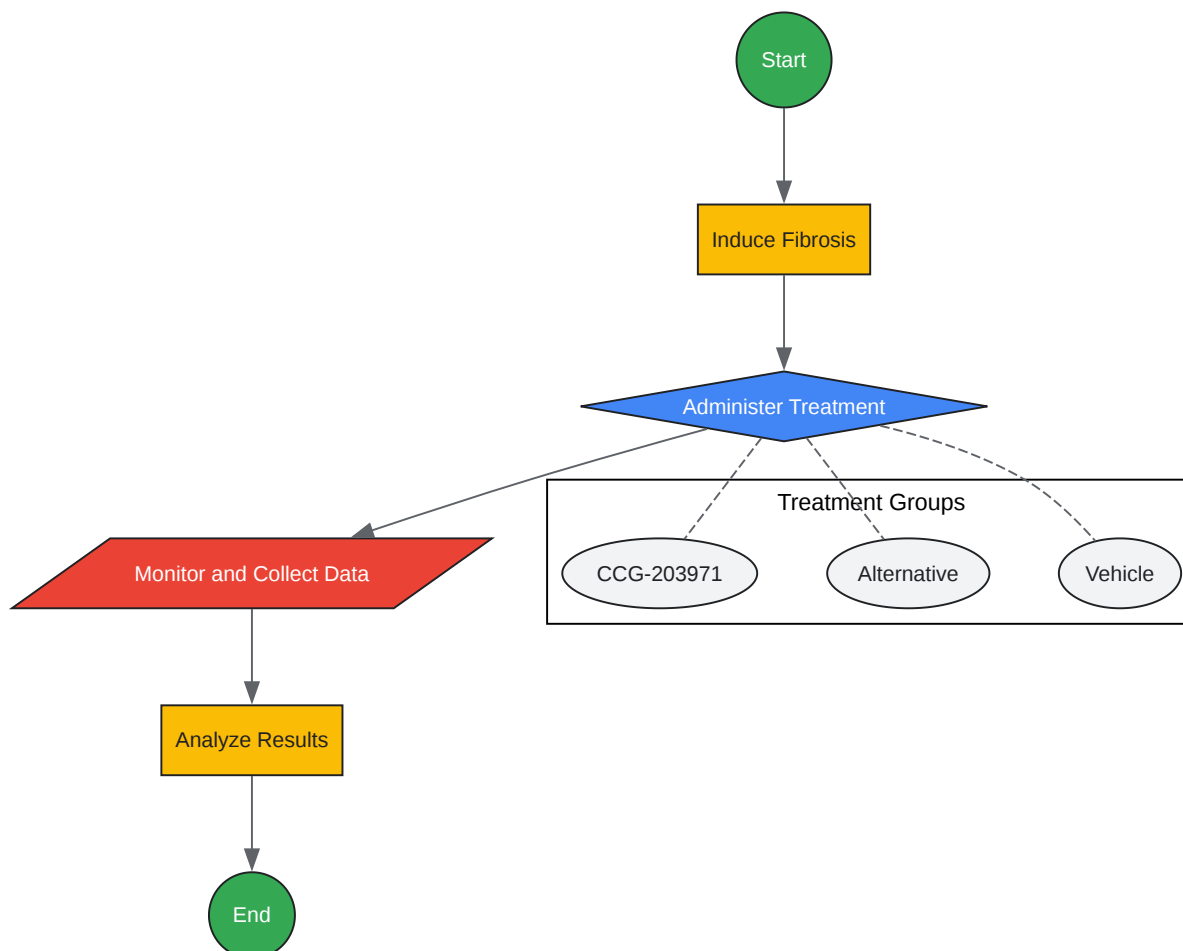 Start
Induce Fibrosis
Administer Treatment
Treatment Groups
Monitor and Collect Data
CCG-203971
Alternative
Vehicle
Analyze Results
End